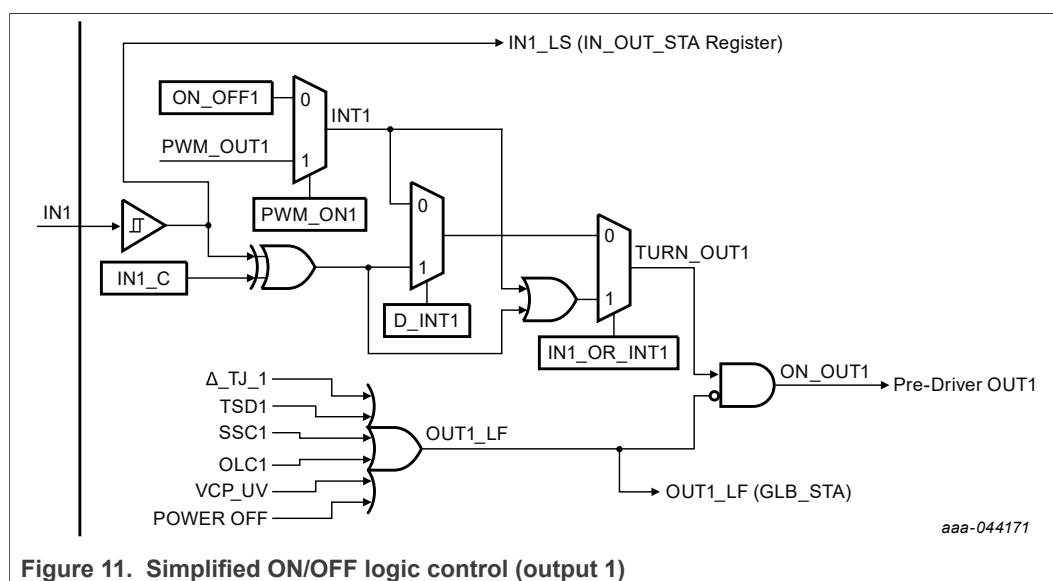 IN1_LS (IN_OUT_STA Register)
ON_OFF1
0
INT1
PWM_OUT1
1
PWM_ON1
IN1
0
0
TURN_OUT1
IN1_C
1
1
D_INT1
IN1_OR_INT1
ON_OUT1
Pre-Driver OUT1
Δ_TJ_1
TSD1
SSC1
OUT1_LF
OLC1
VCP_UV
OUT1_LF (GLB_STA)
POWER OFF
aaa-044171
Figure 11. Simplified ON/OFF logic control (output 1)